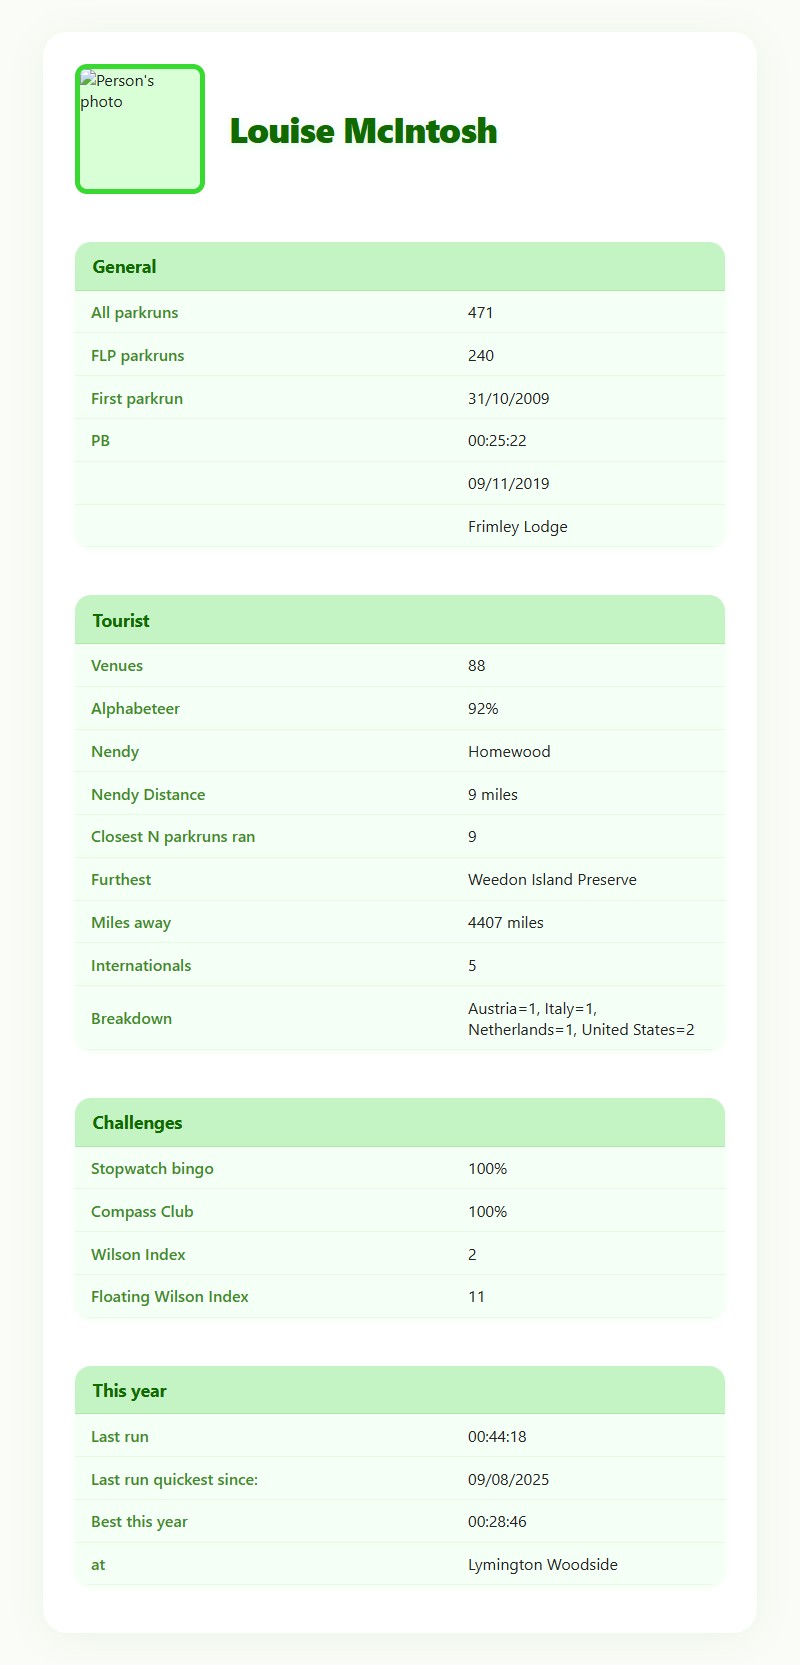 Person's
photo
Louise McIntosh
General
All parkruns 471
FLP parkruns 240
First parkrun 31/10/2009
PB 00:25:22
09/11/2019
Frimley Lodge
Tourist
Venues 88
Alphabeteer 92%
Nendy Homewood
Nendy Distance 9 miles
Closest N parkruns ran 9
Furthest Weedon Island Preserve
Miles away 4407 miles
Internationals 5
Breakdown Austria=1, Italy=1,
Netherlands=1, United States=2
Challenges
Stopwatch bingo 100%
Compass Club 100%
Wilson Index 2
Floating Wilson Index 11
This year
Last run 00:44:18
Last run quickest since: 09/08/2025
Best this year 00:28:46
at Lymington Woodside